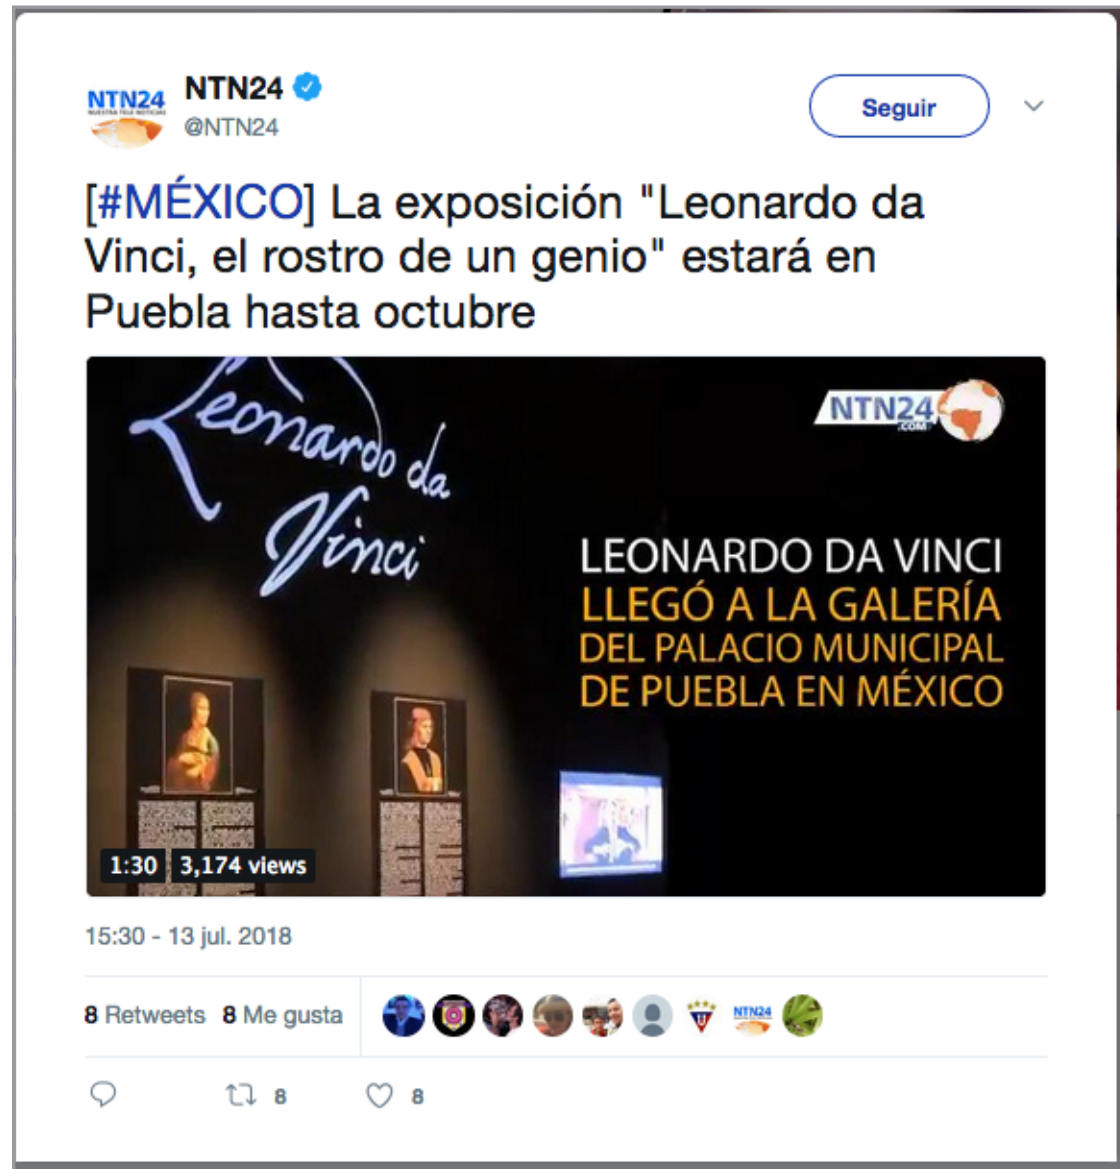 NTN24
NUESTRA TELE NOTICIAS
NTN24
@NTN24
Seguir
[#MÉXICO] La exposición "Leonardo da
Vinci, el rostro de un genio" estará en
Puebla hasta octubre
Leonardo da
Vinci
NTN24
.COM
LEONARDO DA VINCI
LLEGÓ A LA GALERÍA
DEL PALACIO MUNICIPAL
DE PUEBLA EN MÉXICO
1:30 3,174 views
15:30 - 13 jul. 2018
8 Retweets 8 Me gusta
U
NTN24
8 8